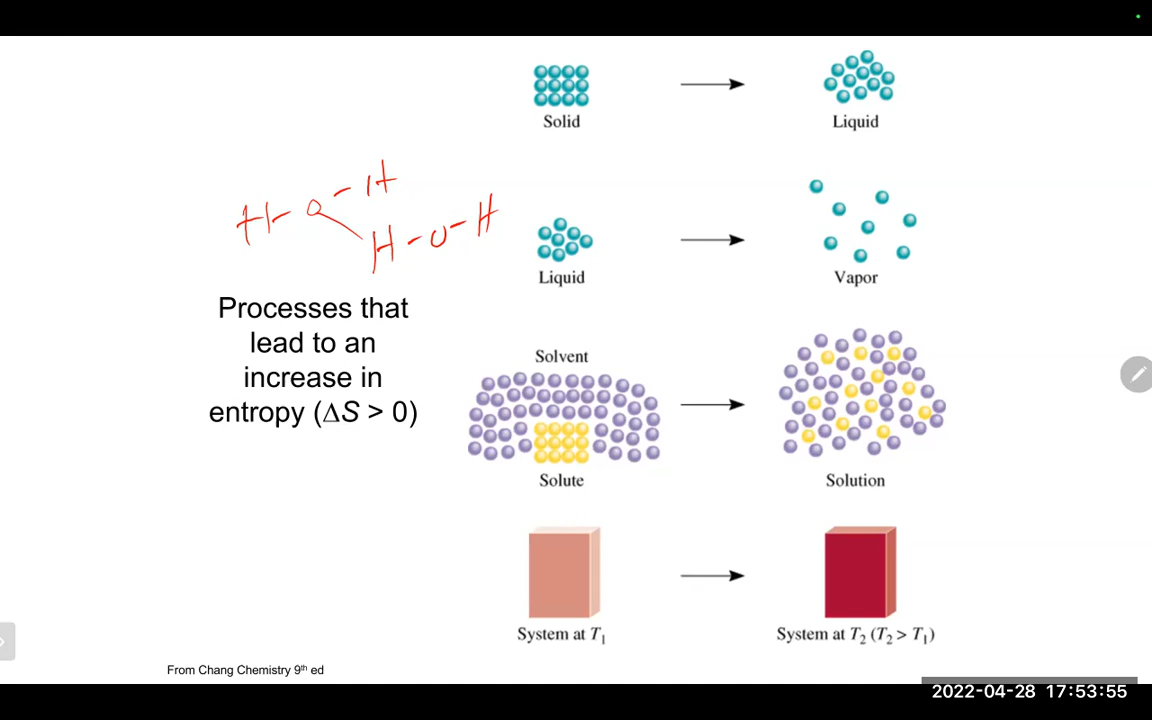 Solid
Liquid
H-O-H
H-O-H
Liquid
Vapor
Processes that
lead to an
increase in
entropy (ΔS > 0)
Solvent
Solute
Solution
System at T₁
System at T₂ (T₂ > T₁)
From Chang Chemistry 9th ed
2022-04-28 17:53:55